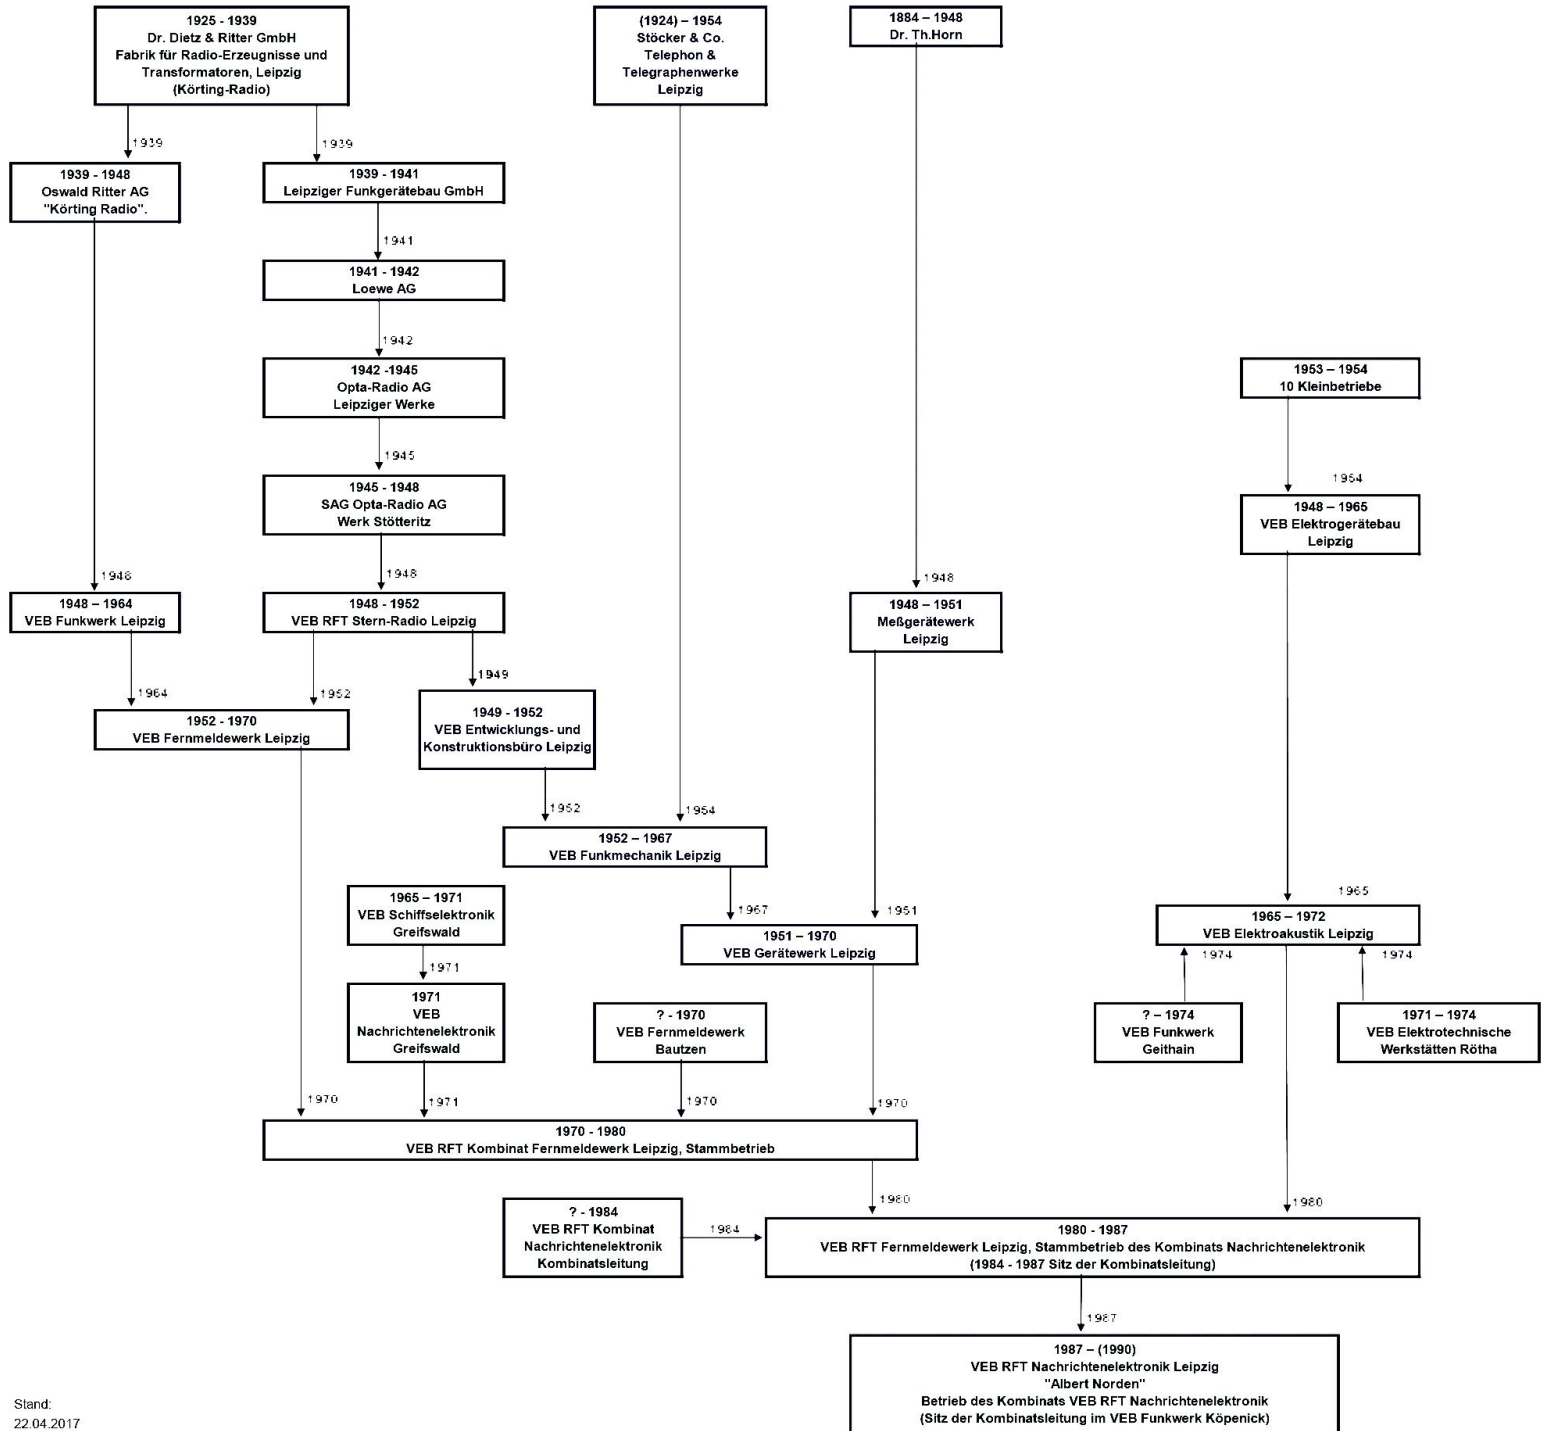 1925 - 1939
Dr. Dietz & Ritter GmbH
Fabrik für Radio-Erzeugnisse und
Transformatoren, Leipzig
(Körting-Radio)
(1924) – 1954
Stöcker & Co.
Telephon &
Telegraphenwerke
Leipzig
1884 – 1948
Dr. Th.Horn
1939
1939
1939 - 1948
Oswald Ritter AG
"Körting Radio".
1939 - 1941
Leipziger Funkgerätebau GmbH
1941
1941 - 1942
Loewe AG
1942
1942 -1945
Opta-Radio AG
Leipziger Werke
1953 – 1954
10 Kleinbetriebe
1945
1954
1945 - 1948
SAG Opta-Radio AG
Werk Stötteritz
1948 – 1965
VEB Elektrogerätebau
Leipzig
1948
1948
1948
1948 – 1964
VEB Funkwerk Leipzig
1948 - 1952
VEB RFT Stern-Radio Leipzig
1948 – 1951
Meßgerätewerk
Leipzig
1949
1964
1952
1952 - 1970
VEB Fernmeldewerk Leipzig
1949 - 1952
VEB Entwicklungs- und
Konstruktionsbüro Leipzig
1952
1954
1952 – 1967
VEB Funkmechanik Leipzig
1965 – 1971
VEB Schiffselektronik
Greifswald
1967
1951
1965
1951 – 1970
VEB Gerätewerk Leipzig
1965 – 1972
VEB Elektroakustik Leipzig
1971
1974
1974
1971
VEB
Nachrichtenelektronik
Greifswald
? - 1970
VEB Fernmeldewerk
Bautzen
? – 1974
VEB Funkwerk
Geithain
1971 – 1974
VEB Elektrotechnische
Werkstätten Rötha
1970
1971
1970
1970
1970 - 1980
VEB RFT Kombinat Fernmeldewerk Leipzig, Stammbetrieb
1980
1980
? - 1984
VEB RFT Kombinat
Nachrichtenelektronik
Kombinatsleitung
1984
1980 - 1987
VEB RFT Fernmeldewerk Leipzig, Stammbetrieb des Kombinats Nachrichtenelektronik
(1984 - 1987 Sitz der Kombinatsleitung)
1987
1987 – (1990)
VEB RFT Nachrichtenelektronik Leipzig
"Albert Norden"
Betrieb des Kombinats VEB RFT Nachrichtenelektronik
(Sitz der Kombinatsleitung im VEB Funkwerk Köpenick)
Stand:
22.04.2017